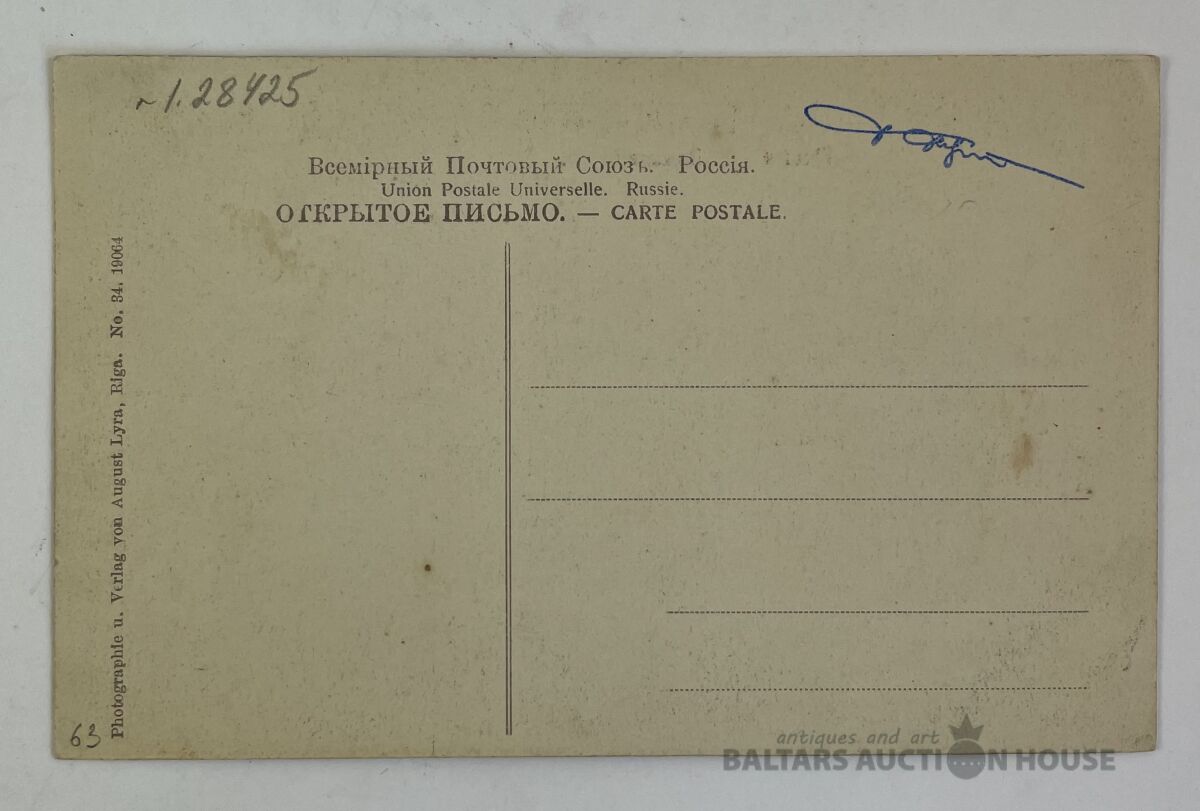 ~1.28425
Всемірный Почтовый Союзъ. Россія.
Union Postale Universelle. Russie.
ОТКРЫТОЕ ПИСЬМО. — CARTE POSTALE.
Photographie u. Verlag von August Lyra, Riga. No. 34. 19064
63
antiques and art
BALTARS AUCTION HOUSE